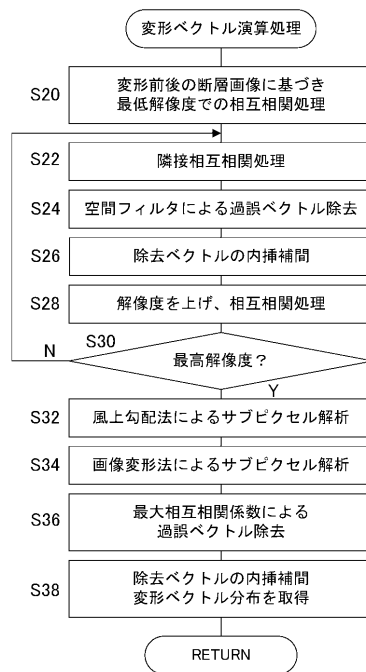 変形ベクトル演算処理
S20
変形前後の断層画像に基づき
最低解像度での相互相関処理
S22
隣接相互相関処理
S24
空間フィルタによる過誤ベクトル除去
S26
除去ベクトルの内挿補間
S28
解像度を上げ、相互相関処理
S30
N
最高解像度?
Y
S32
風上勾配法によるサブピクセル解析
S34
画像変形法によるサブピクセル解析
S36
最大相互相関係数による
過誤ベクトル除去
S38
除去ベクトルの内挿補間
変形ベクトル分布を取得
RETURN